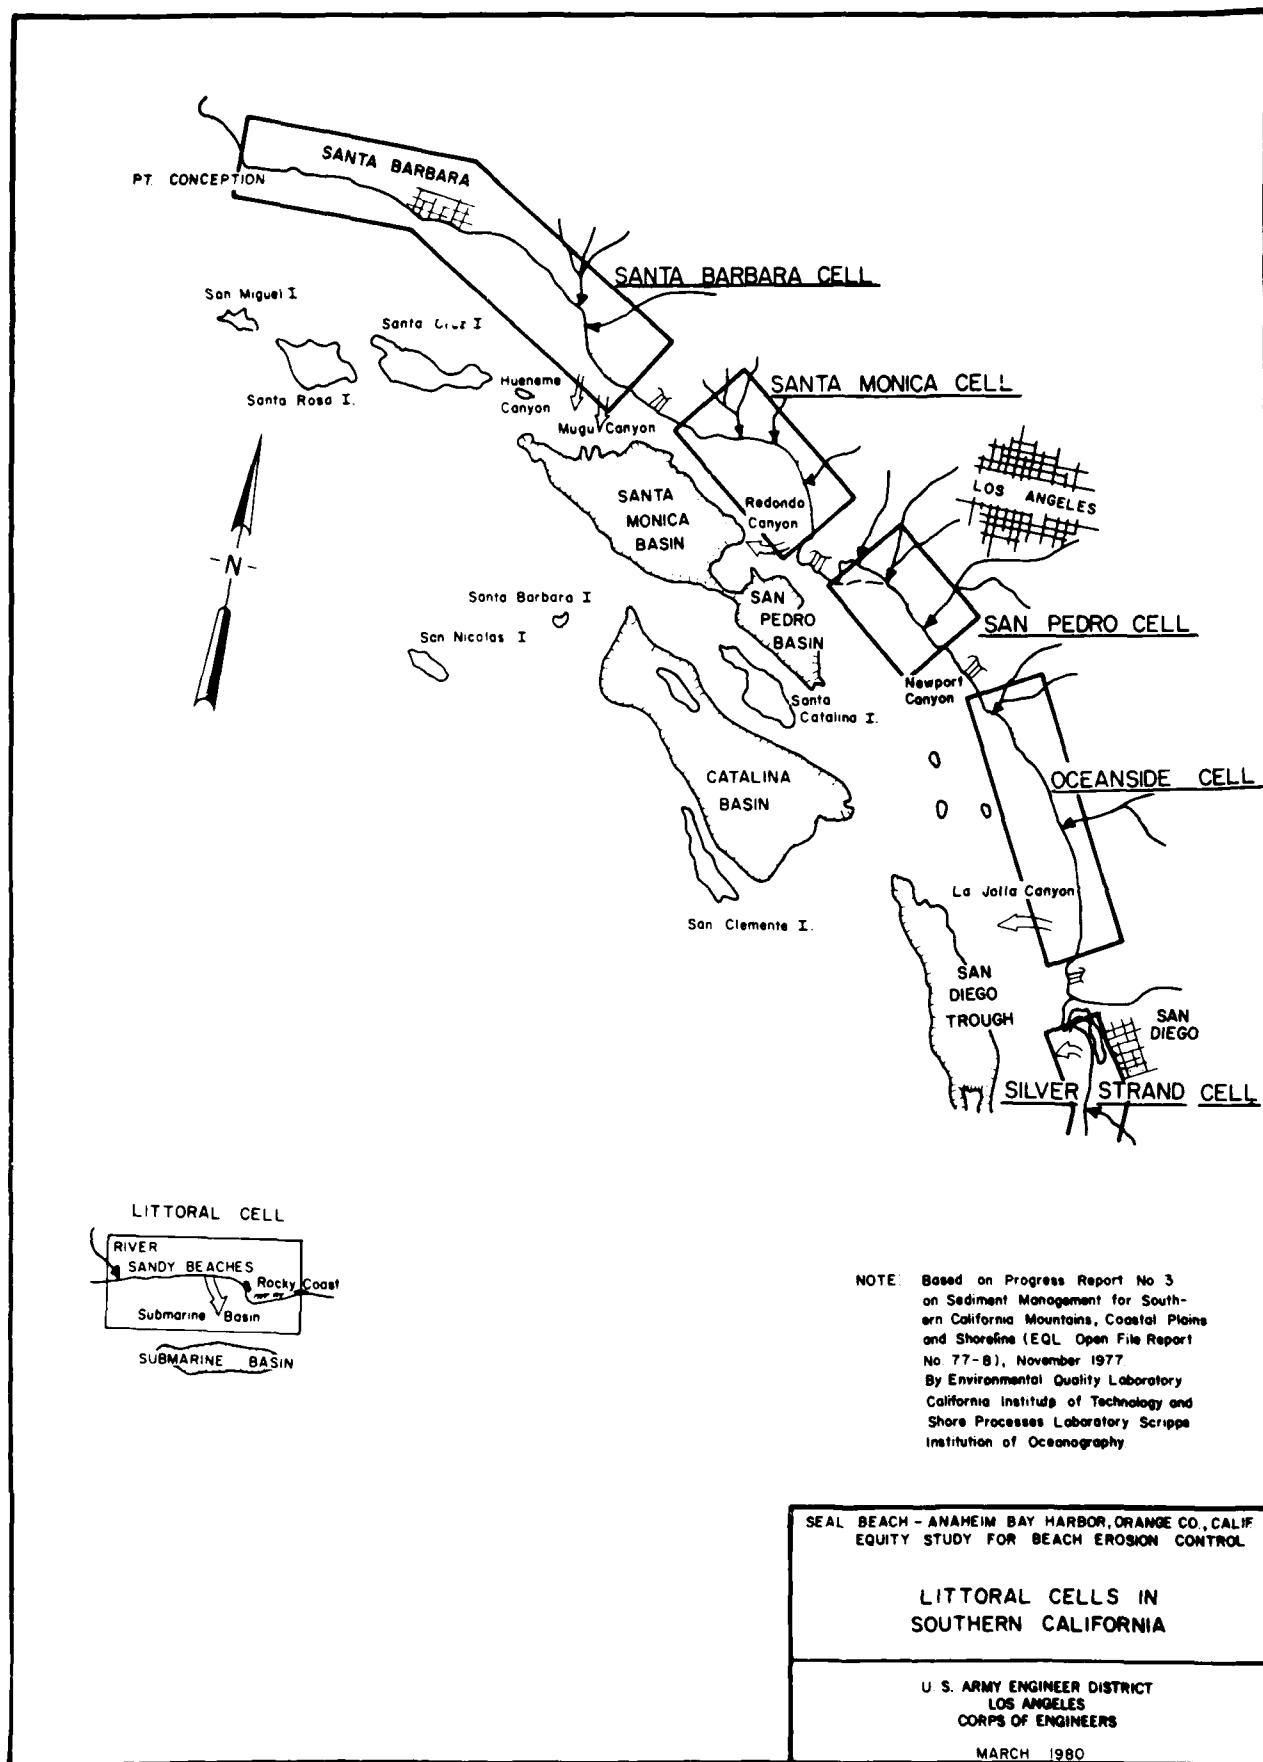 SANTA BARBARA
PT. CONCEPTION
SANTA BARBARA CELL
San Miguel I
Santa Cruz I
Santa Rosa I.
Hueneme
Canyon
Mugu Canyon
SANTA MONICA CELL
LOS ANGELES
SANTA
MONICA
BASIN
Redondo
Canyon
N
Santa Barbara I
San Nicolas I
SAN
PEDRO
BASIN
SAN PEDRO CELL
Newport
Canyon
Santa
Catalina I.
CATALINA
BASIN
OCEANSIDE CELL
La Jolla Canyon
San Clemente I.
SAN
DIEGO
TROUGH
SAN
DIEGO
SILVER STRAND CELL
LITTORAL CELL
RIVER
SANDY BEACHES
Rocky Coast
Submarine Basin
SUBMARINE BASIN
NOTE: Based on Progress Report No 3
on Sediment Management for South-
ern California Mountains, Coastal Plains
and Shoreline (EQL Open File Report
No. 77-8), November 1977.
By Environmental Quality Laboratory
California Institute of Technology and
Shore Processes Laboratory Scripps
Institution of Oceanography
SEAL BEACH - ANAHEIM BAY HARBOR, ORANGE CO., CALIF.
EQUITY STUDY FOR BEACH EROSION CONTROL
LITTORAL CELLS IN
SOUTHERN CALIFORNIA
U. S. ARMY ENGINEER DISTRICT
LOS ANGELES
CORPS OF ENGINEERS
MARCH 1980